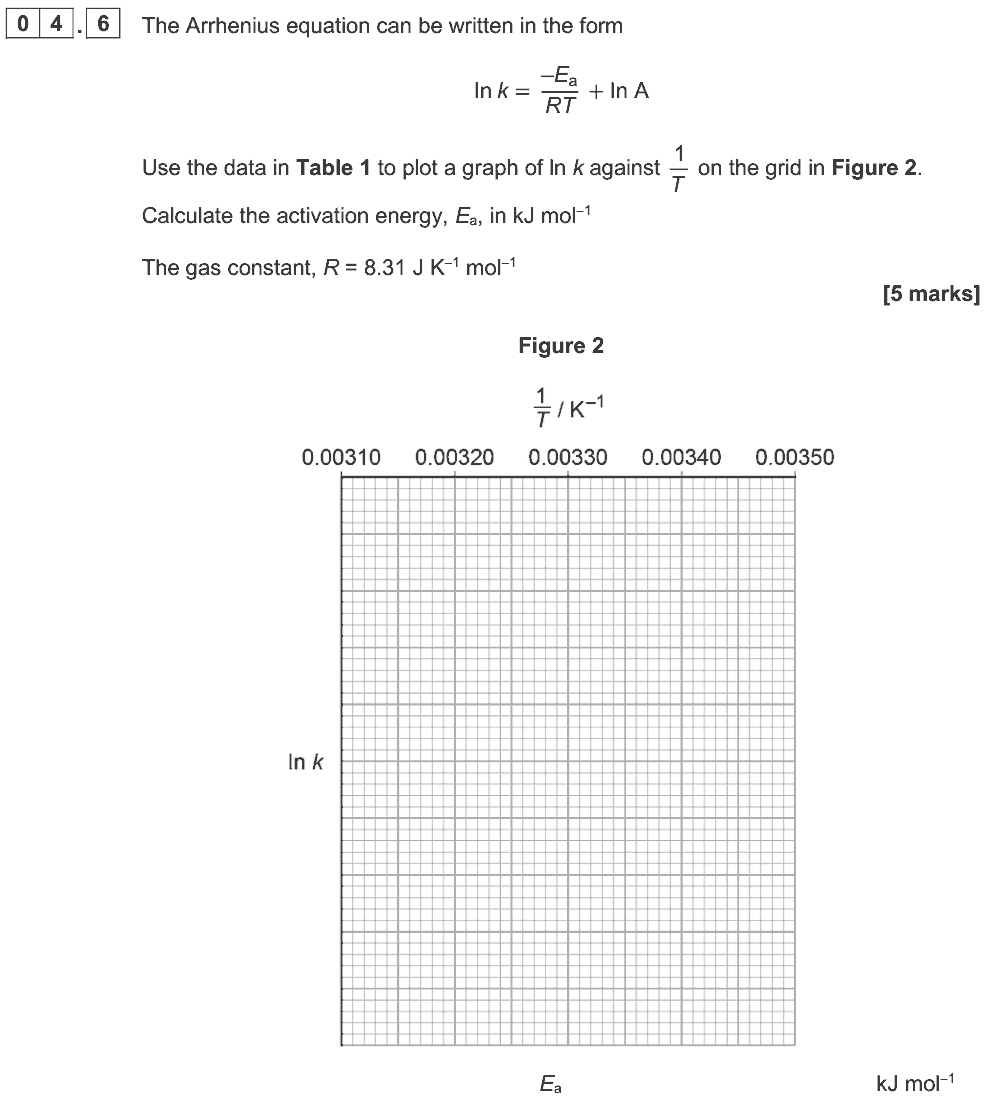 0 4 . 6 The Arrhenius equation can be written in the form
ln k = –Eₐ/RT + ln A
Use the data in Table 1 to plot a graph of ln k against 1/T on the grid in Figure 2.
Calculate the activation energy, Eₐ, in kJ mol⁻¹
The gas constant, R = 8.31 J K⁻¹ mol⁻¹
[5 marks]
Figure 2
1/T / K⁻¹
0.00310 0.00320 0.00330 0.00340 0.00350
ln k
Eₐ kJ mol⁻¹